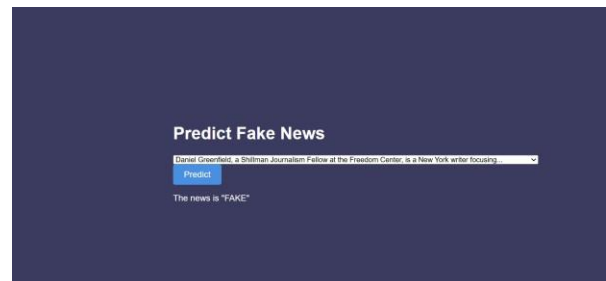 Predict Fake News
Daniel Greenfield, a Shillman Journalism Fellow at the Freedom Center, is a New York writer focusing...
Predict
The news is "FAKE"